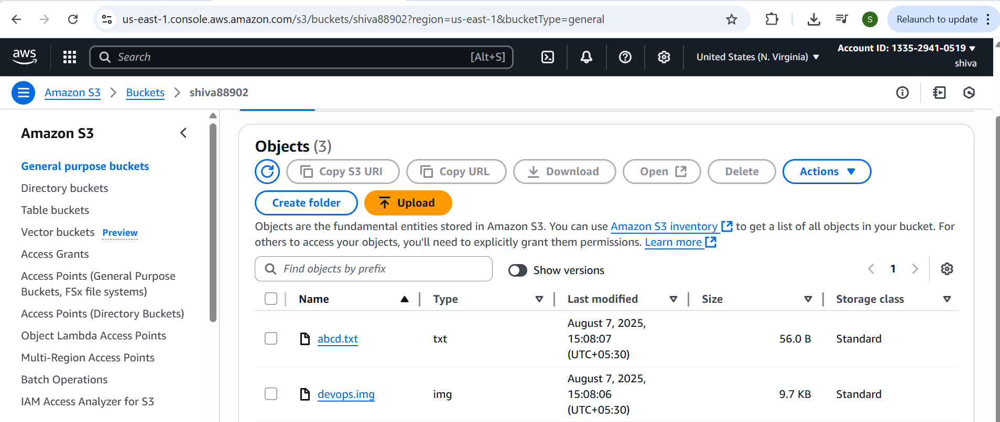 us-east-1.console.aws.amazon.com/s3/buckets/shiva88902?region=us-east-1&bucketType=general
S
Relaunch to update
aws
Search
[Alt+S]
United States (N. Virginia)
Account ID: 1335-2941-0519
shiva
Amazon S3
Buckets
shiva88902
Amazon S3
General purpose buckets
Directory buckets
Table buckets
Vector buckets Preview
Access Grants
Access Points (General Purpose
Buckets, FSx file systems)
Access Points (Directory Buckets)
Object Lambda Access Points
Multi-Region Access Points
Batch Operations
IAM Access Analyzer for S3
Objects (3)
Copy S3 URI
Copy URL
Download
Open
Delete
Actions
Create folder
Upload
Objects are the fundamental entities stored in Amazon S3. You can use Amazon S3 inventory to get a list of all objects in your bucket. For
others to access your objects, you'll need to explicitly grant them permissions. Learn more
Find objects by prefix
Show versions
1
Name Type Last modified Size Storage class
August 7, 2025,
abcd.txt txt 15:08:07 56.0 B Standard
(UTC+05:30)
August 7, 2025,
devops.img img 15:08:06 9.7 KB Standard
(UTC+05:30)